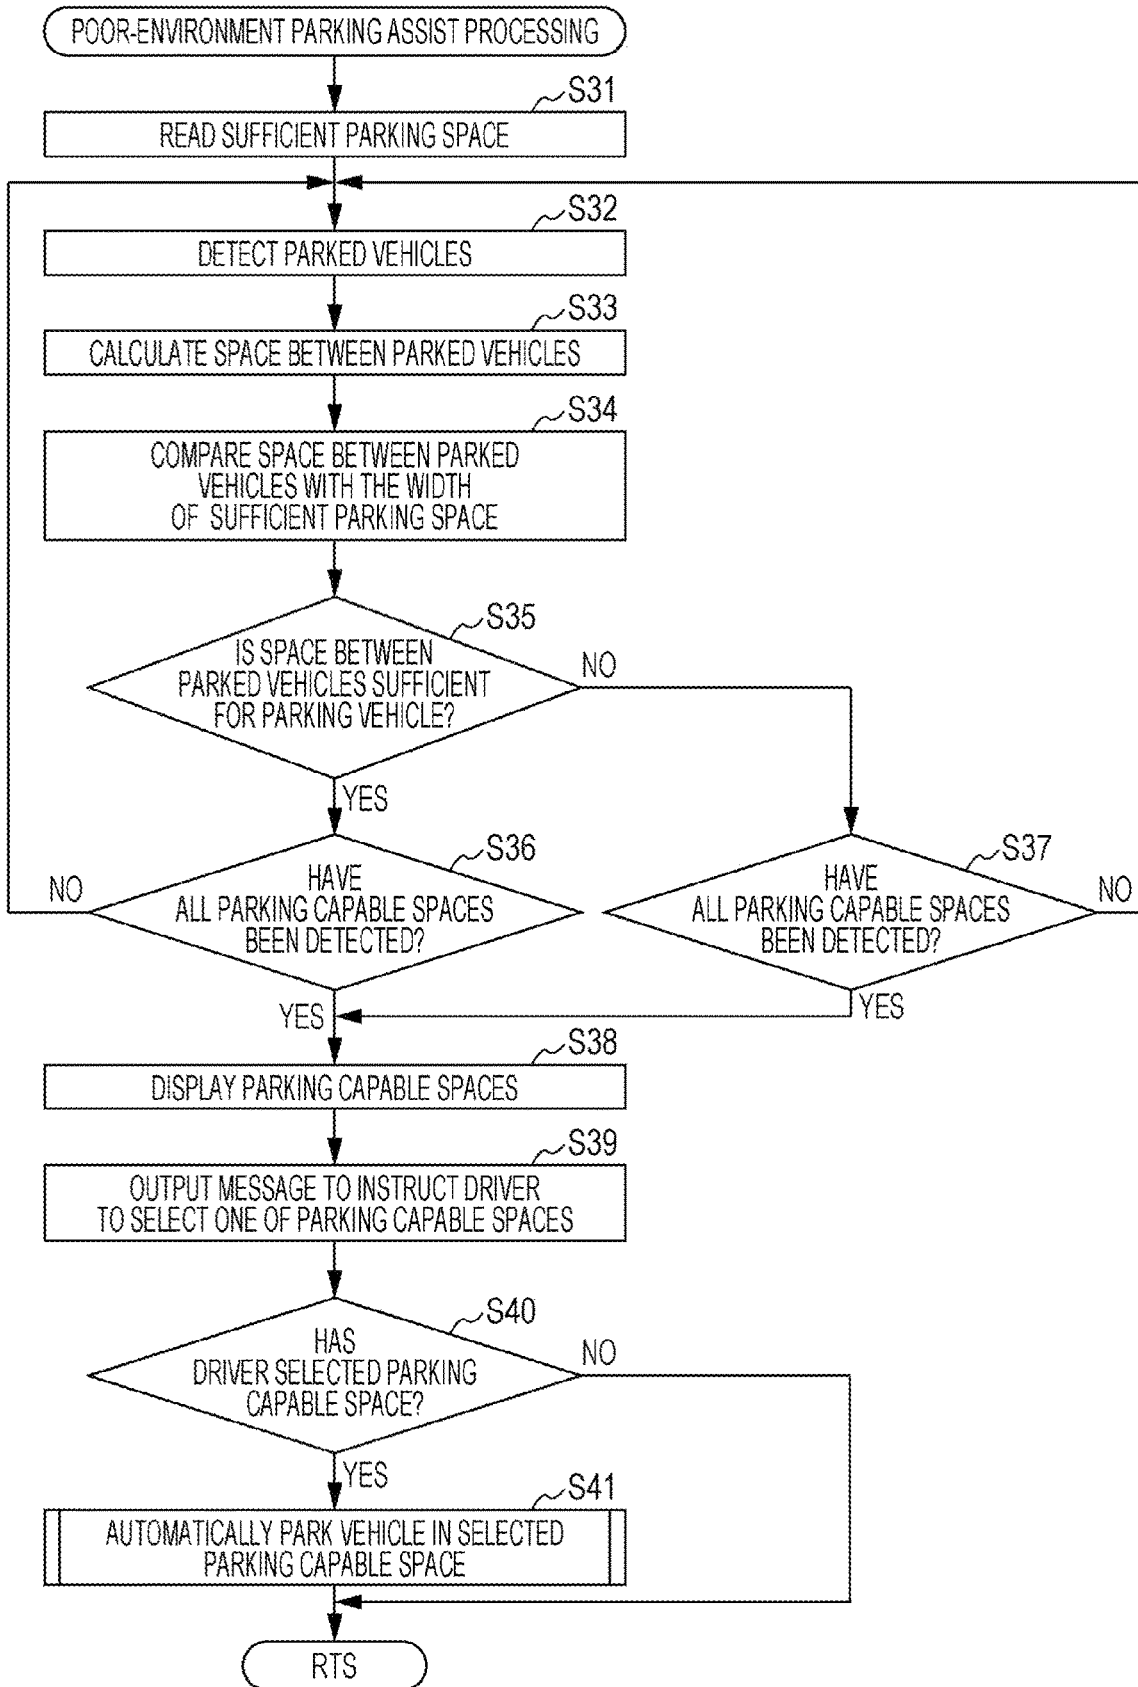 POOR-ENVIRONMENT PARKING ASSIST PROCESSING
S31
READ SUFFICIENT PARKING SPACE
S32
DETECT PARKED VEHICLES
S33
CALCULATE SPACE BETWEEN PARKED VEHICLES
S34
COMPARE SPACE BETWEEN PARKED
VEHICLES WITH THE WIDTH
OF SUFFICIENT PARKING SPACE
S35
IS SPACE BETWEEN
PARKED VEHICLES SUFFICIENT
FOR PARKING VEHICLE?
NO
YES
S36
HAVE
ALL PARKING CAPABLE SPACES
BEEN DETECTED?
NO
YES
S37
HAVE
ALL PARKING CAPABLE SPACES
BEEN DETECTED?
NO
YES
S38
DISPLAY PARKING CAPABLE SPACES
S39
OUTPUT MESSAGE TO INSTRUCT DRIVER
TO SELECT ONE OF PARKING CAPABLE SPACES
S40
HAS
DRIVER SELECTED PARKING
CAPABLE SPACE?
NO
YES
S41
AUTOMATICALLY PARK VEHICLE IN SELECTED
PARKING CAPABLE SPACE
RTS